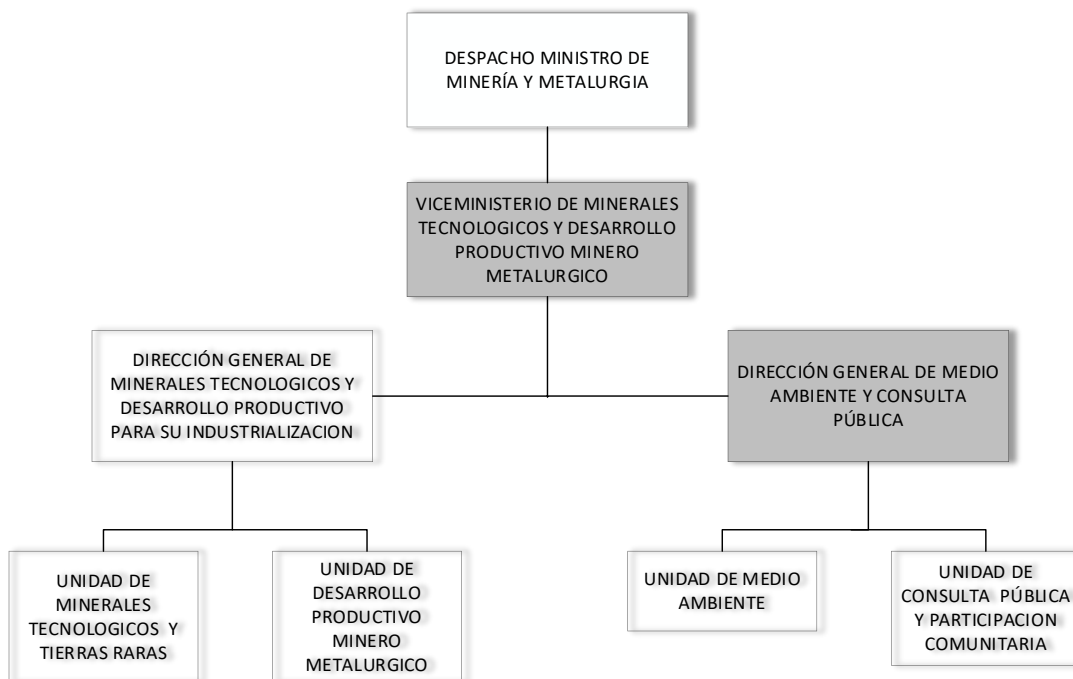 DESPACHO MINISTRO DE
MINERÍA Y METALURGIA
VICEMINISTERIO DE MINERALES
TECNOLOGICOS Y DESARROLLO
PRODUCTIVO MINERO
METALURGICO
DIRECCIÓN GENERAL DE
MINERALES TECNOLOGICOS Y
DESARROLLO PRODUCTIVO
PARA SU INDUSTRIALIZACION
DIRECCIÓN GENERAL DE MEDIO
AMBIENTE Y CONSULTA
PÚBLICA
UNIDAD DE
MINERALES
TECNOLOGICOS Y
TIERRAS RARAS
UNIDAD DE
DESARROLLO
PRODUCTIVO
MINERO
METALURGICO
UNIDAD DE MEDIO
AMBIENTE
UNIDAD DE
CONSULTA PÚBLICA
Y PARTICIPACION
COMUNITARIA